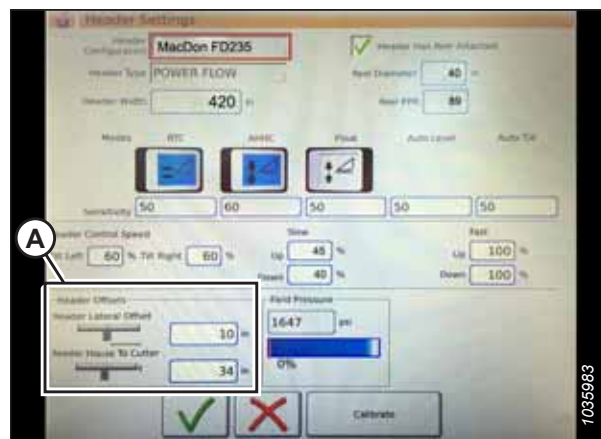 Header Settings
Header Configuration MacDon FD235 Header Has Reel Attached
Header Type POWER FLOW Reel Diameter 40 in
Header Width 420 in Reel PPR 89
Modes RTC AHHC Float Auto Level Auto Tilt
Sensitivity 50 60 50 50 50
A
Header Control Speed Slow Fast
Tilt Left 60 % Tilt Right 60 % Up 45 % Up 100 %
Down 40 % Down 100 %
Header Offsets Field Pressure
Header Lateral Offset 10 in 1647 psi
Feeder House To Cutter 34 in 0%
Calibrate
1035983